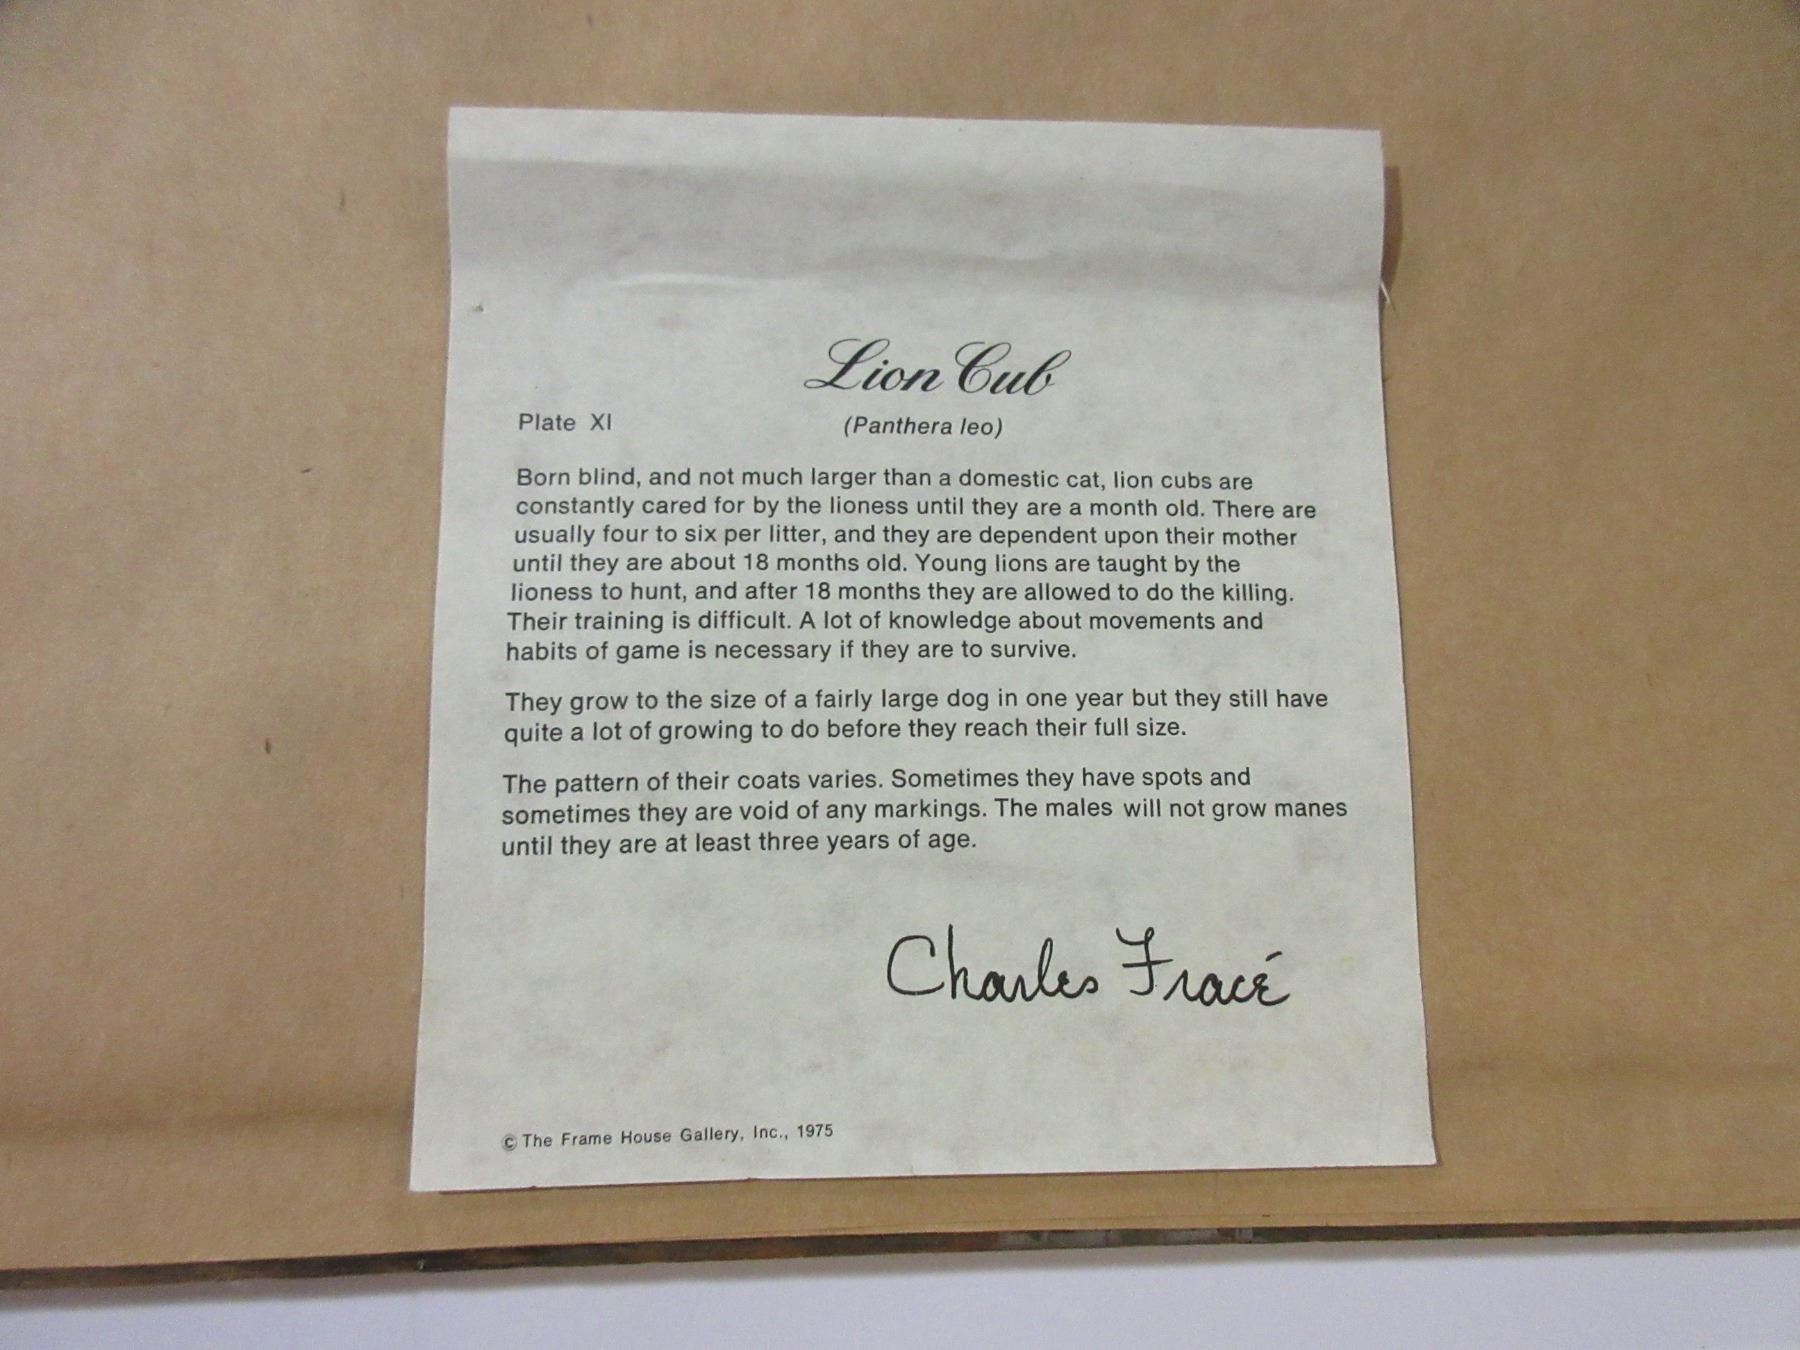 Lion Cub
Plate XI
(Panthera leo)
Born blind, and not much larger than a domestic cat, lion cubs are
constantly cared for by the lioness until they are a month old. There are
usually four to six per litter, and they are dependent upon their mother
until they are about 18 months old. Young lions are taught by the
lioness to hunt, and after 18 months they are allowed to do the killing.
Their training is difficult. A lot of knowledge about movements and
habits of game is necessary if they are to survive.
They grow to the size of a fairly large dog in one year but they still have
quite a lot of growing to do before they reach their full size.
The pattern of their coats varies. Sometimes they have spots and
sometimes they are void of any markings. The males will not grow manes
until they are at least three years of age.
Charles Fracé
© The Frame House Gallery, Inc., 1975